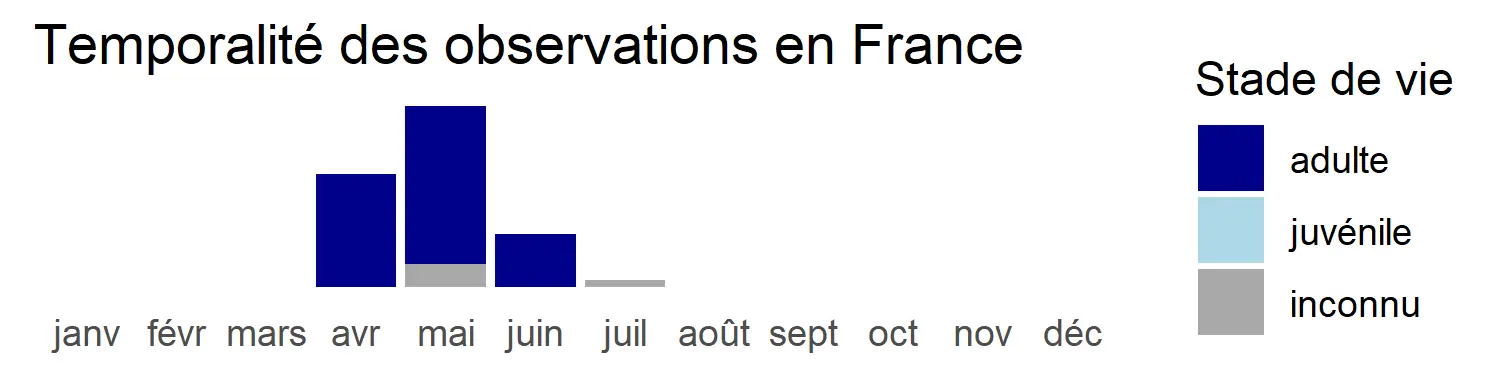 Temporalité des observations en France
Stade de vie
adulte
juvénile
inconnu
janv févr mars avr mai juin juil août sept oct nov déc